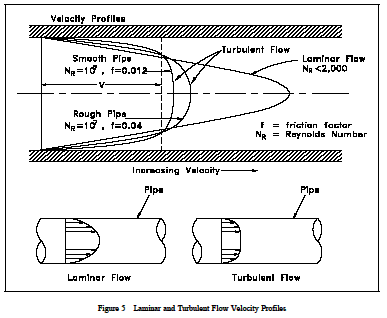 Velocity Profiles
Smooth Pipe
NR=10⁷ , f=0.012
Turbulent Flow
Laminar Flow
NR<2,000
V
Rough Pipe
NR=10⁷ , f=0.04
f = friction factor
NR = Reynolds Number
Increasing Velocity
Pipe
Pipe
Laminar Flow
Turbulent Flow
Figure 5 Laminar and Turbulent Flow Velocity Profiles